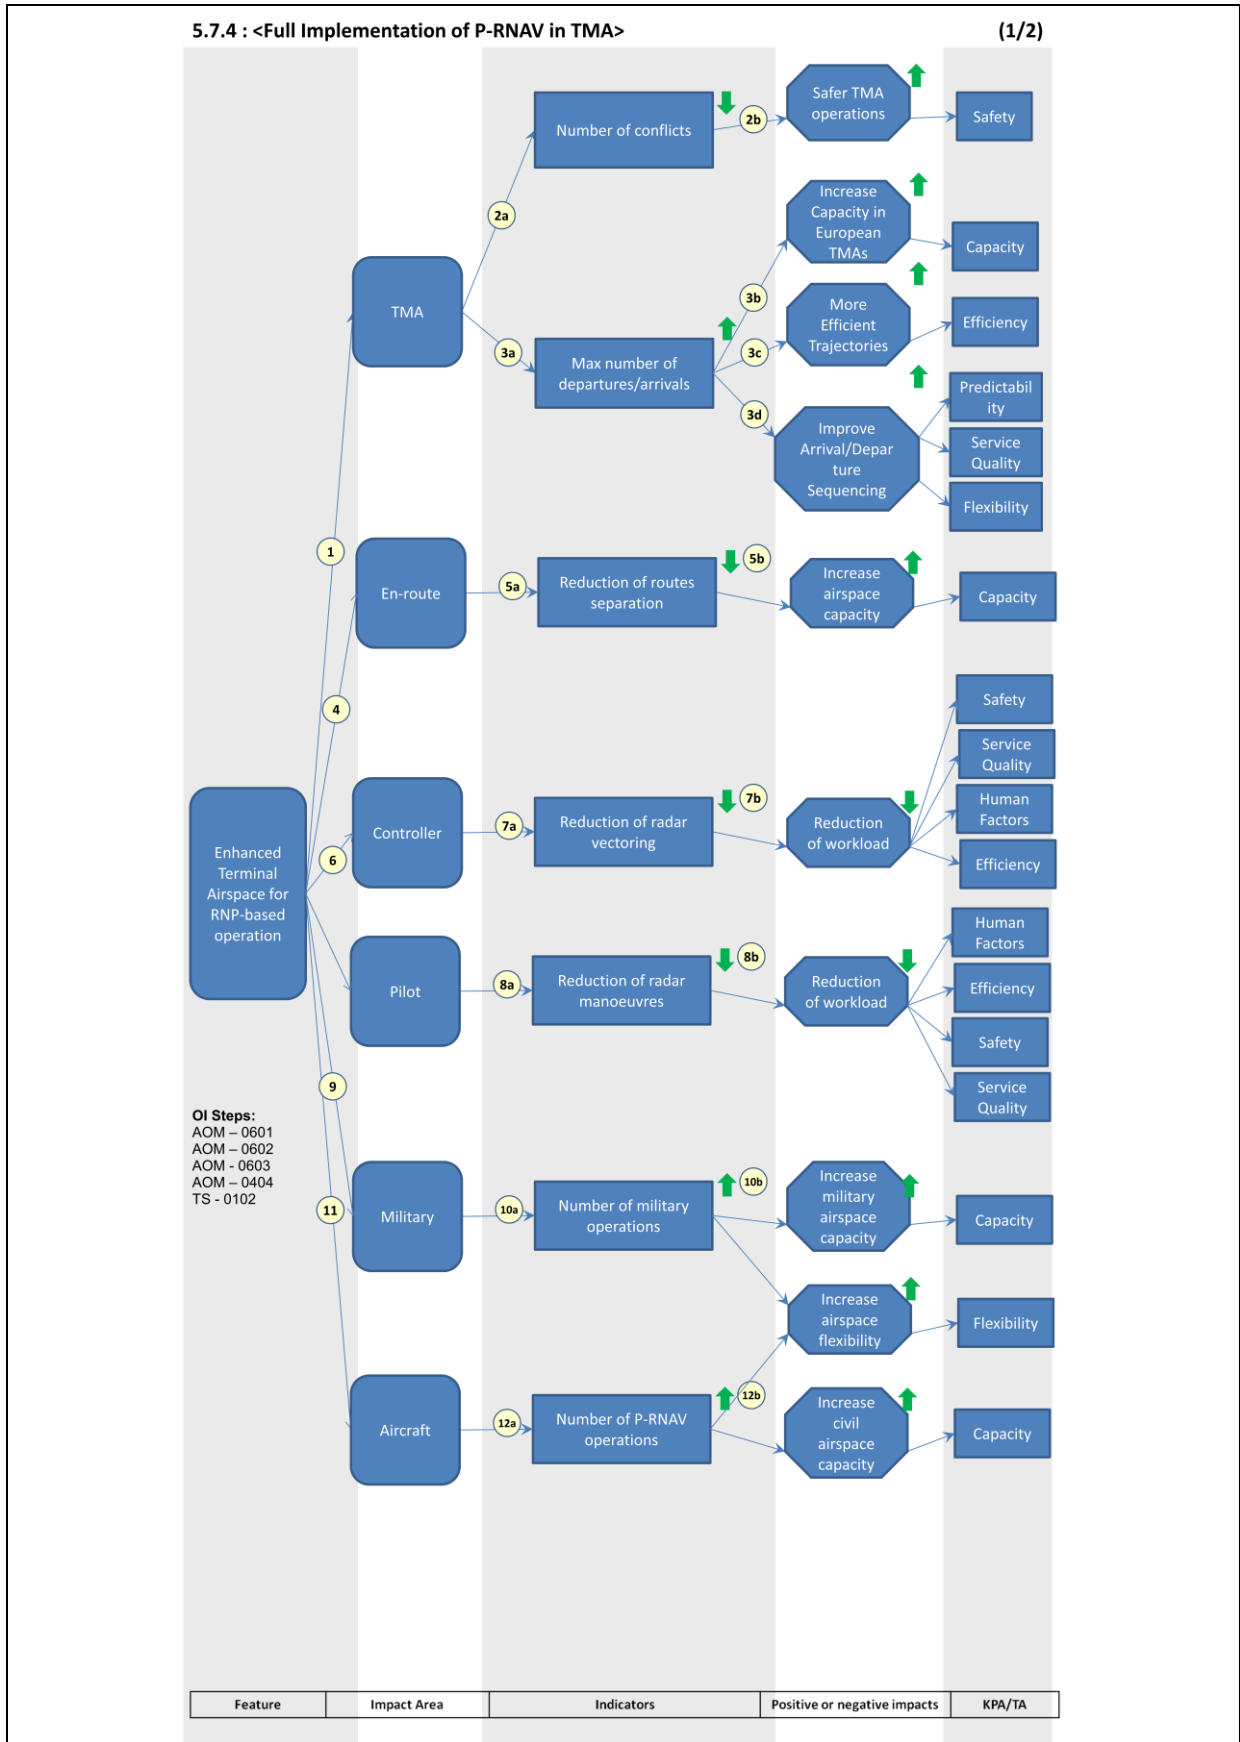 5.7.4 : <Full Implementation of P-RNAV in TMA>
(1/2)
Number of conflicts
2b
Safer TMA
operations
Safety
2a
Increase
Capacity in
European
TMAs
Capacity
TMA
3b
More
Efficient
Trajectories
Efficiency
3a
Max number of
departures/arrivals
3c
3d
Improve
Arrival/Depar
ture
Sequencing
Predictabil
ity
Service
Quality
Flexibility
1
En-route
5a
Reduction of routes
separation
5b
Increase
airspace
capacity
Capacity
4
Safety
Service
Quality
Human
Factors
Efficiency
Controller
7a
Reduction of radar
vectoring
7b
Reduction
of workload
6
Enhanced
Terminal
Airspace for
RNP-based
operation
Pilot
8a
Reduction of radar
manoeuvres
8b
Reduction
of workload
Human
Factors
Efficiency
Safety
Service
Quality
9
OI Steps:
AOM – 0601
AOM – 0602
AOM - 0603
AOM – 0404
TS - 0102
11
Military
10a
Number of military
operations
10b
Increase
military
airspace
capacity
Capacity
Increase
airspace
flexibility
Flexibility
Aircraft
12a
Number of P-RNAV
operations
12b
Increase
civil
airspace
capacity
Capacity
Feature
Impact Area
Indicators
Positive or negative impacts
KPA/TA